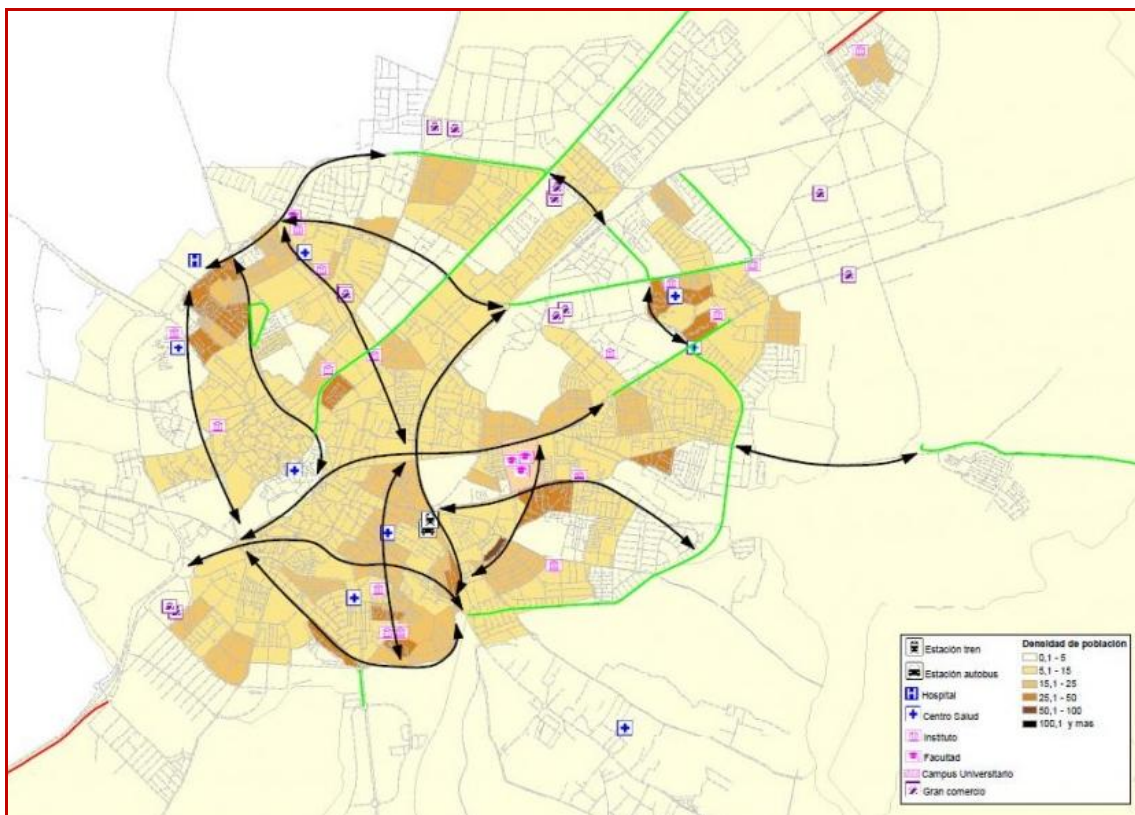 Estación tren
Estación autobus
Hospital
Centro Salud
Instituto
Facultad
Campus Universitario
Gran comercio
Densidad de población
0,1 - 5
5,1 - 15
15,1 - 25
25,1 - 50
50,1 - 100
100,1 y mas